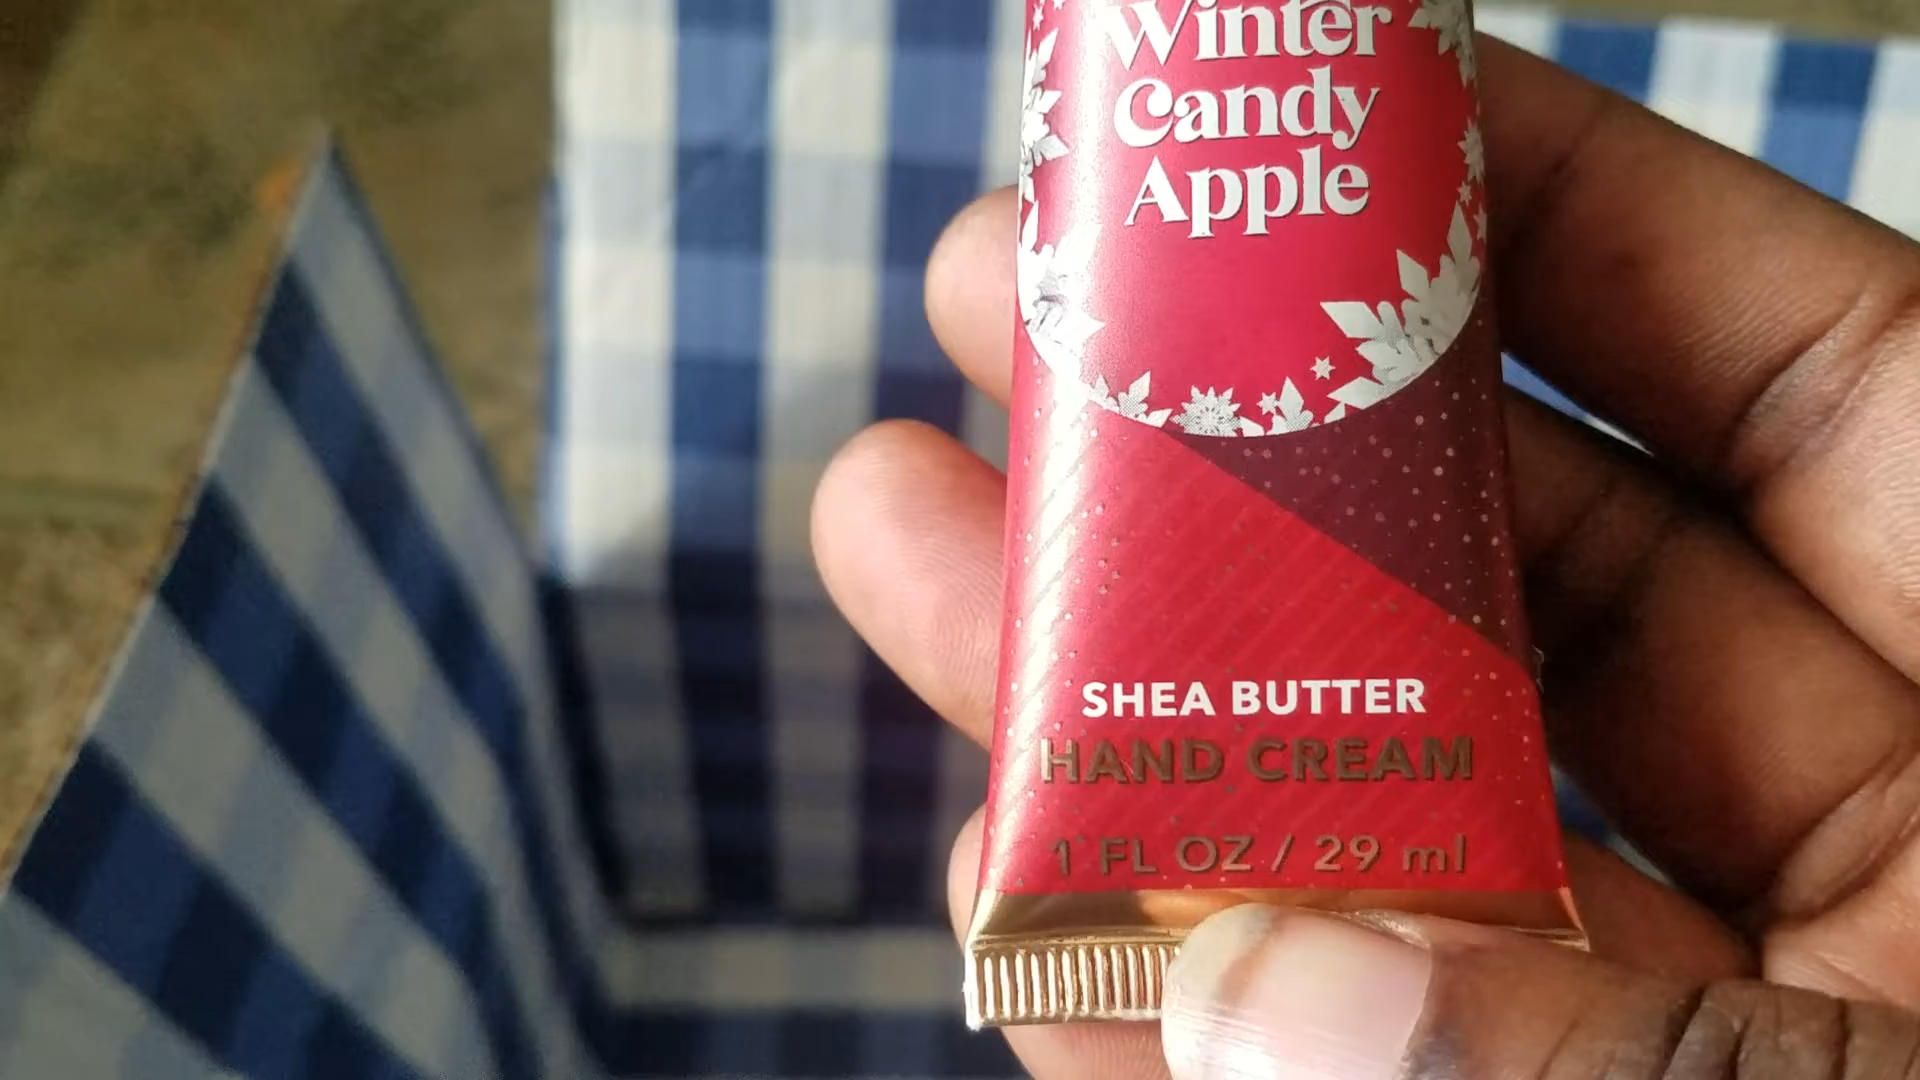 Winter
Candy
Apple
SHEA BUTTER
HAND CREAM
1 FL OZ / 29 ml